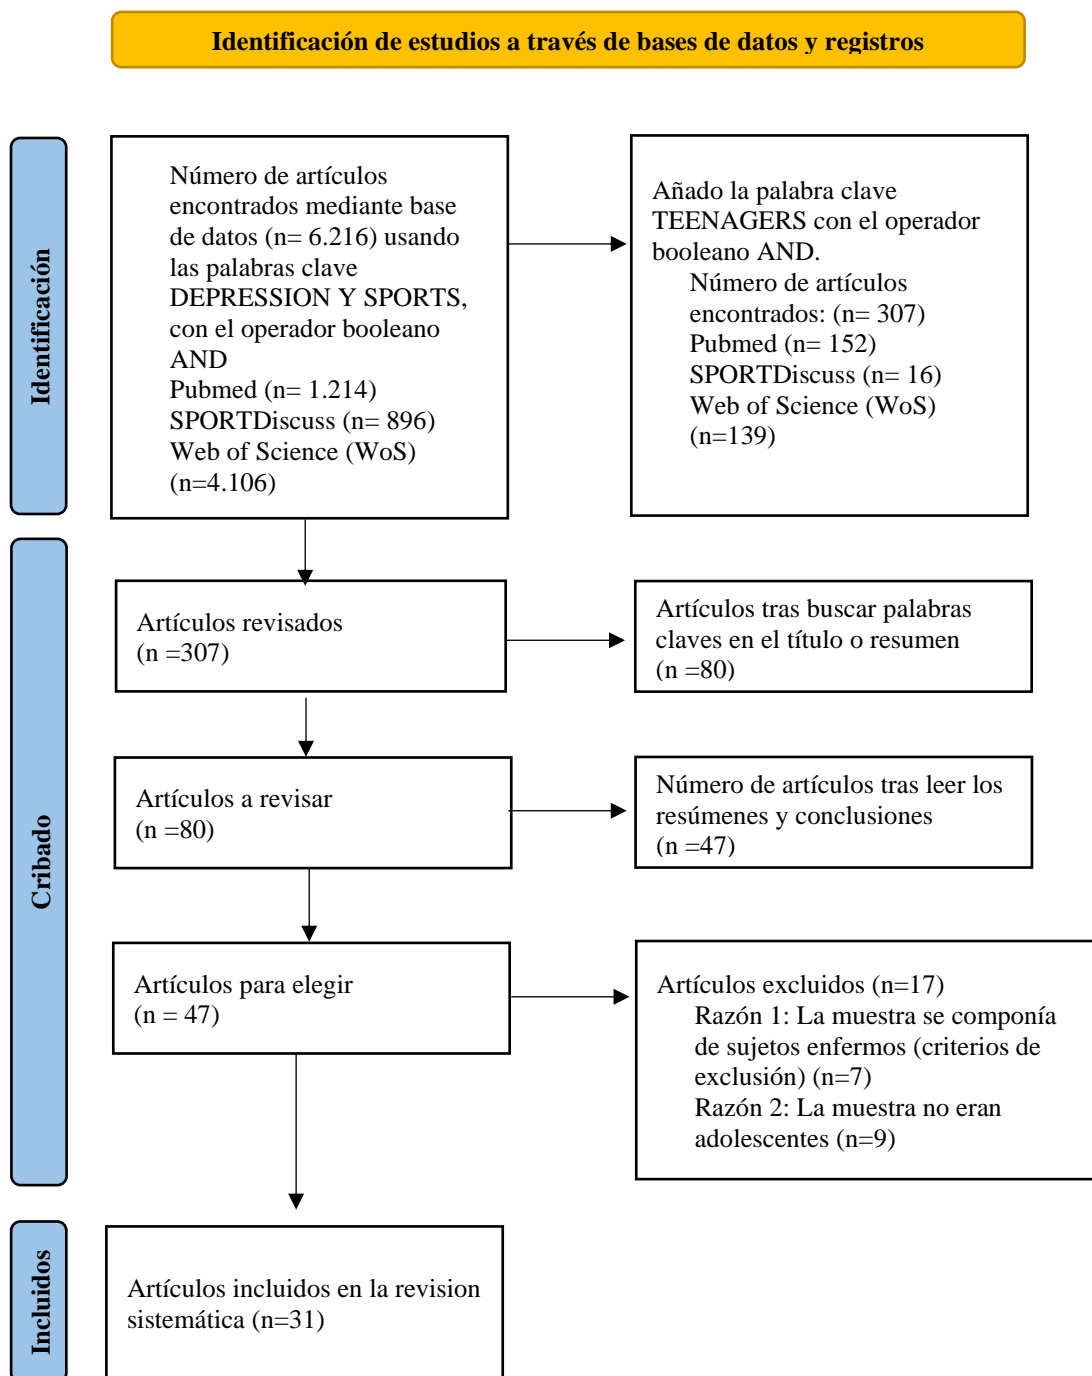 Identificación de estudios a través de bases de datos y registros
Identificación
Número de artículos
encontrados mediante base
de datos (n= 6.216) usando
las palabras clave
DEPRESSION Y SPORTS,
con el operador booleano
AND
Pubmed (n= 1.214)
SPORTDiscuss (n= 896)
Web of Science (WoS)
(n=4.106)
Añado la palabra clave
TEENAGERS con el operador
booleano AND.
Número de artículos
encontrados: (n= 307)
Pubmed (n= 152)
SPORTDiscuss (n= 16)
Web of Science (WoS)
(n=139)
Cribado
Artículos revisados
(n =307)
Artículos tras buscar palabras
claves en el título o resumen
(n =80)
Artículos a revisar
(n =80)
Número de artículos tras leer los
resúmenes y conclusiones
(n =47)
Artículos para elegir
(n = 47)
Artículos excluidos (n=17)
Razón 1: La muestra se componía
de sujetos enfermos (criterios de
exclusión) (n=7)
Razón 2: La muestra no eran
adolescentes (n=9)
Incluidos
Artículos incluidos en la revision
sistemática (n=31)